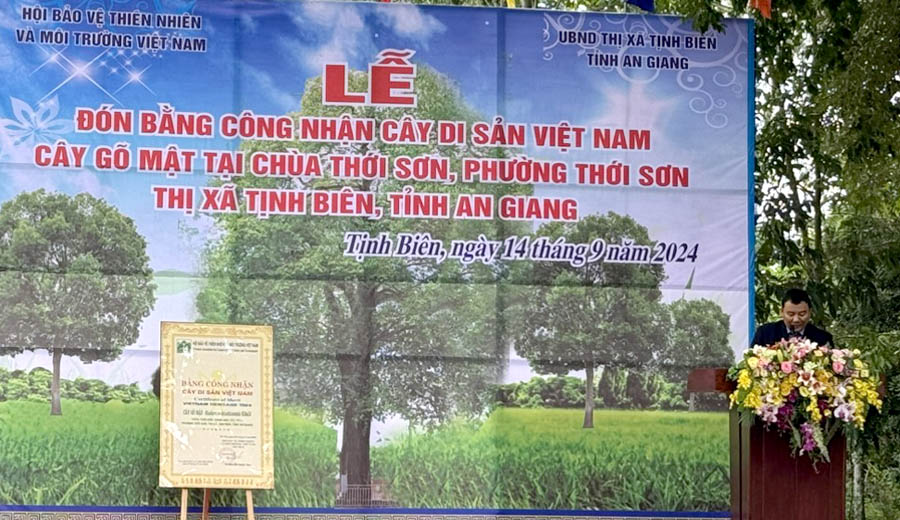 HỘI BẢO VỆ THIÊN NHIÊN
VÀ MÔI TRƯỜNG VIỆT NAM
UBND THỊ XÃ TỊNH BIÊN
TỈNH AN GIANG
LỄ
ĐÓN BẰNG CÔNG NHẬN CÂY DI SẢN VIỆT NAM
CÂY GÕ MẬT TẠI CHÙA THỚI SƠN, PHƯỜNG THỚI SƠN
THỊ XÃ TỊNH BIÊN, TỈNH AN GIANG
Tịnh Biên, ngày 14 tháng 9 năm 2024
BẰNG CÔNG NHẬN
CÂY DI SẢN VIỆT NAM